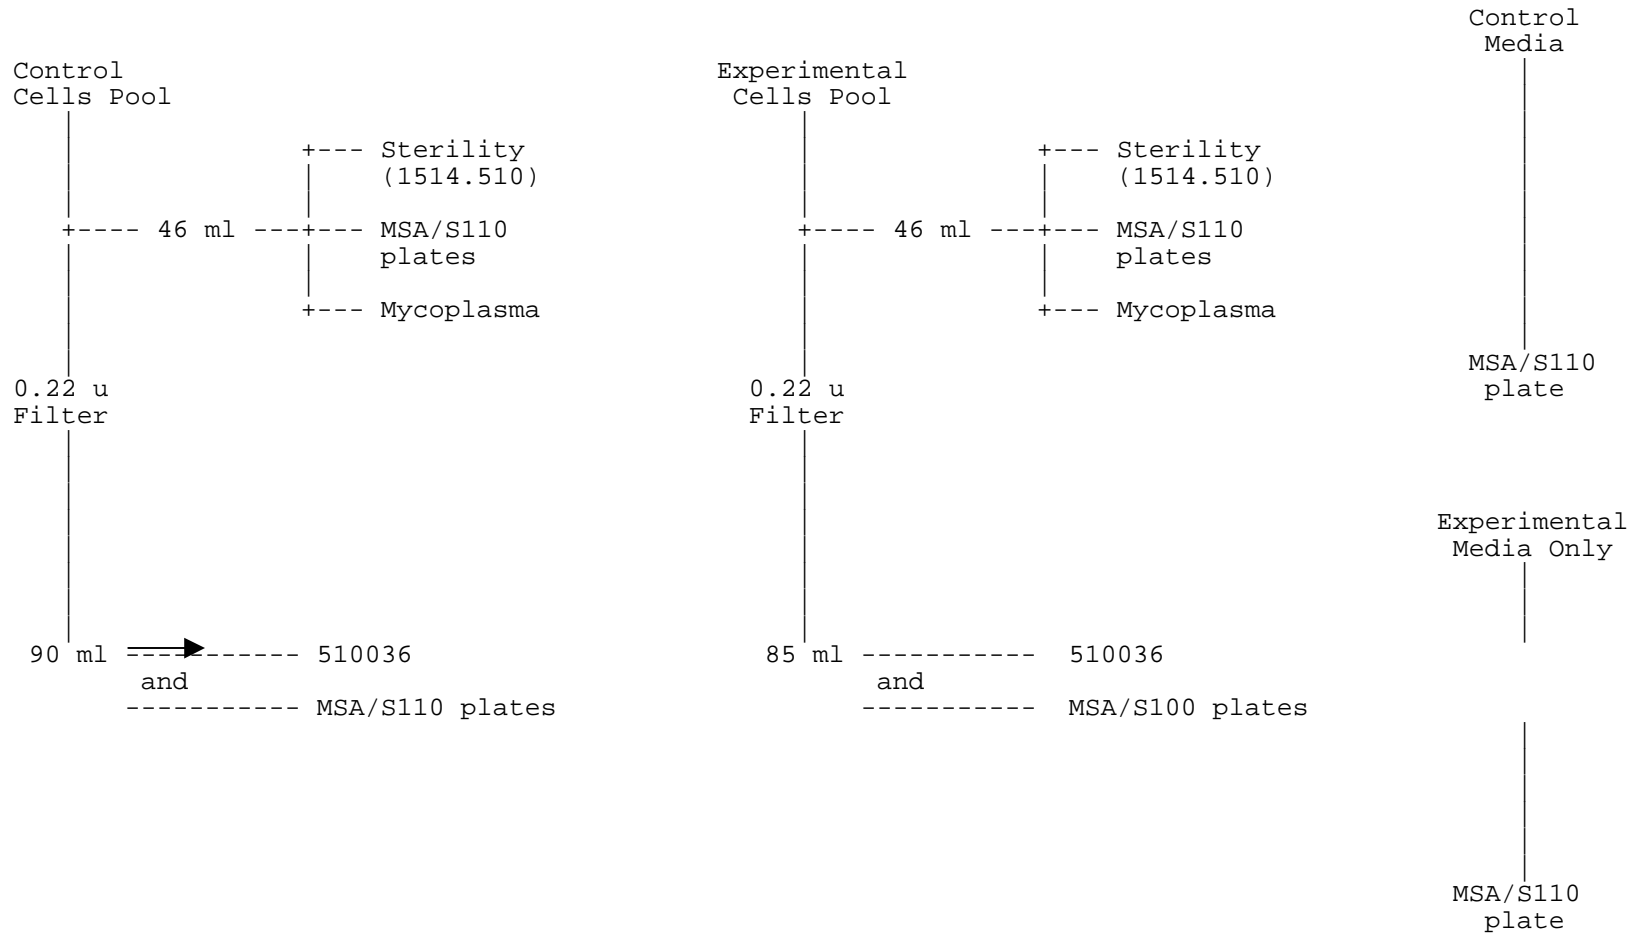 Control
Media
Control
Cells Pool
Experimental
Cells Pool
+--- Sterility
(1514.510)
+---- 46 ml ---+--- MSA/S110
plates
+--- Mycoplasma
+--- Sterility
(1514.510)
+---- 46 ml ---+--- MSA/S110
plates
+--- Mycoplasma
MSA/S110
plate
0.22 u
Filter
0.22 u
Filter
Experimental
Media Only
90 ml ----------- 510036
and
----------- MSA/S110 plates
85 ml ----------- 510036
and
----------- MSA/S100 plates
MSA/S110
plate